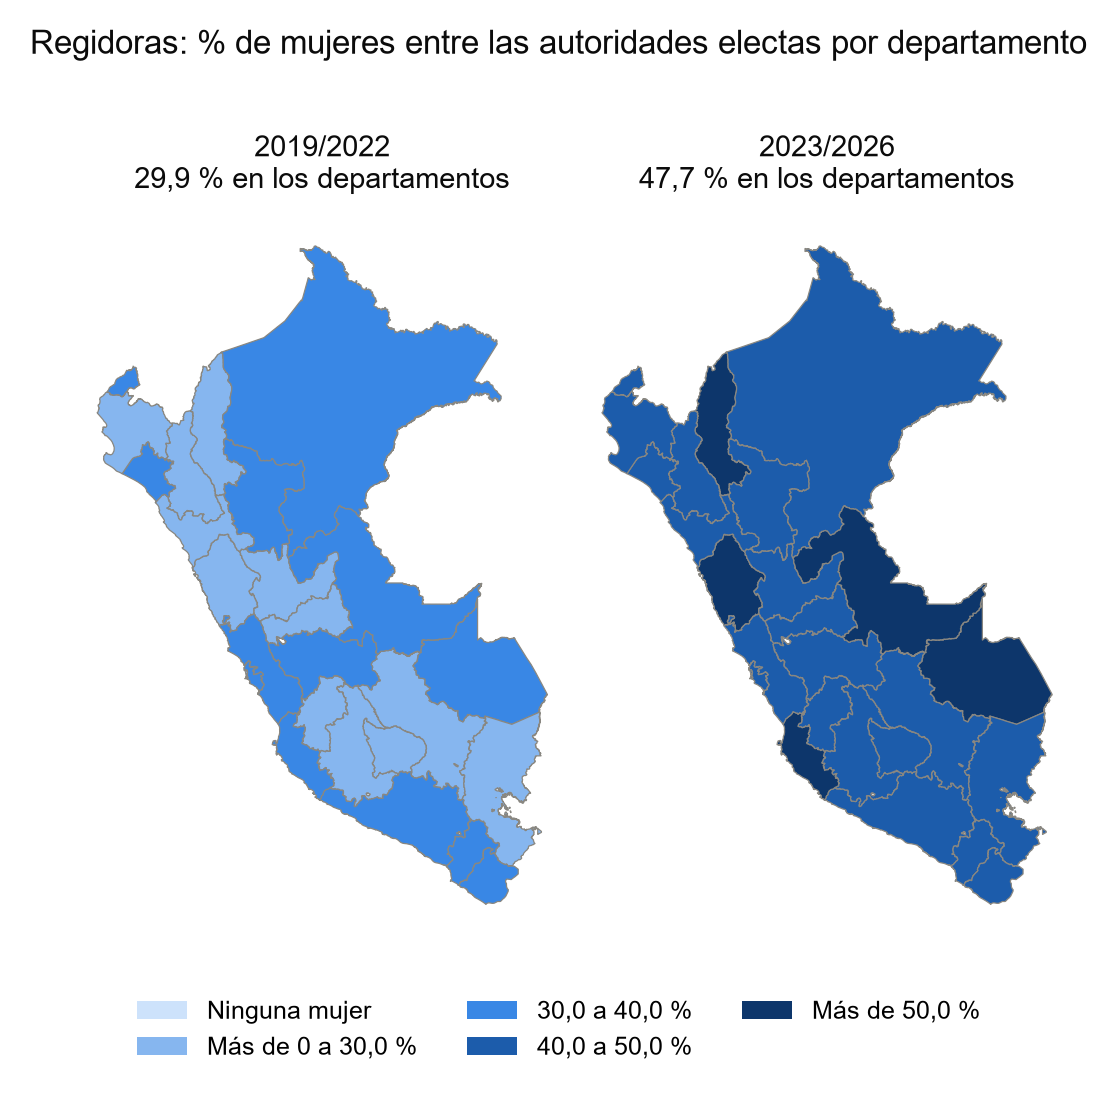 Regidoras: % de mujeres entre las autoridades electas por departamento
2019/2022
29,9 % en los departamentos
2023/2026
47,7 % en los departamentos
Ninguna mujer
Más de 0 a 30,0 %
30,0 a 40,0 %
40,0 a 50,0 %
Más de 50,0 %